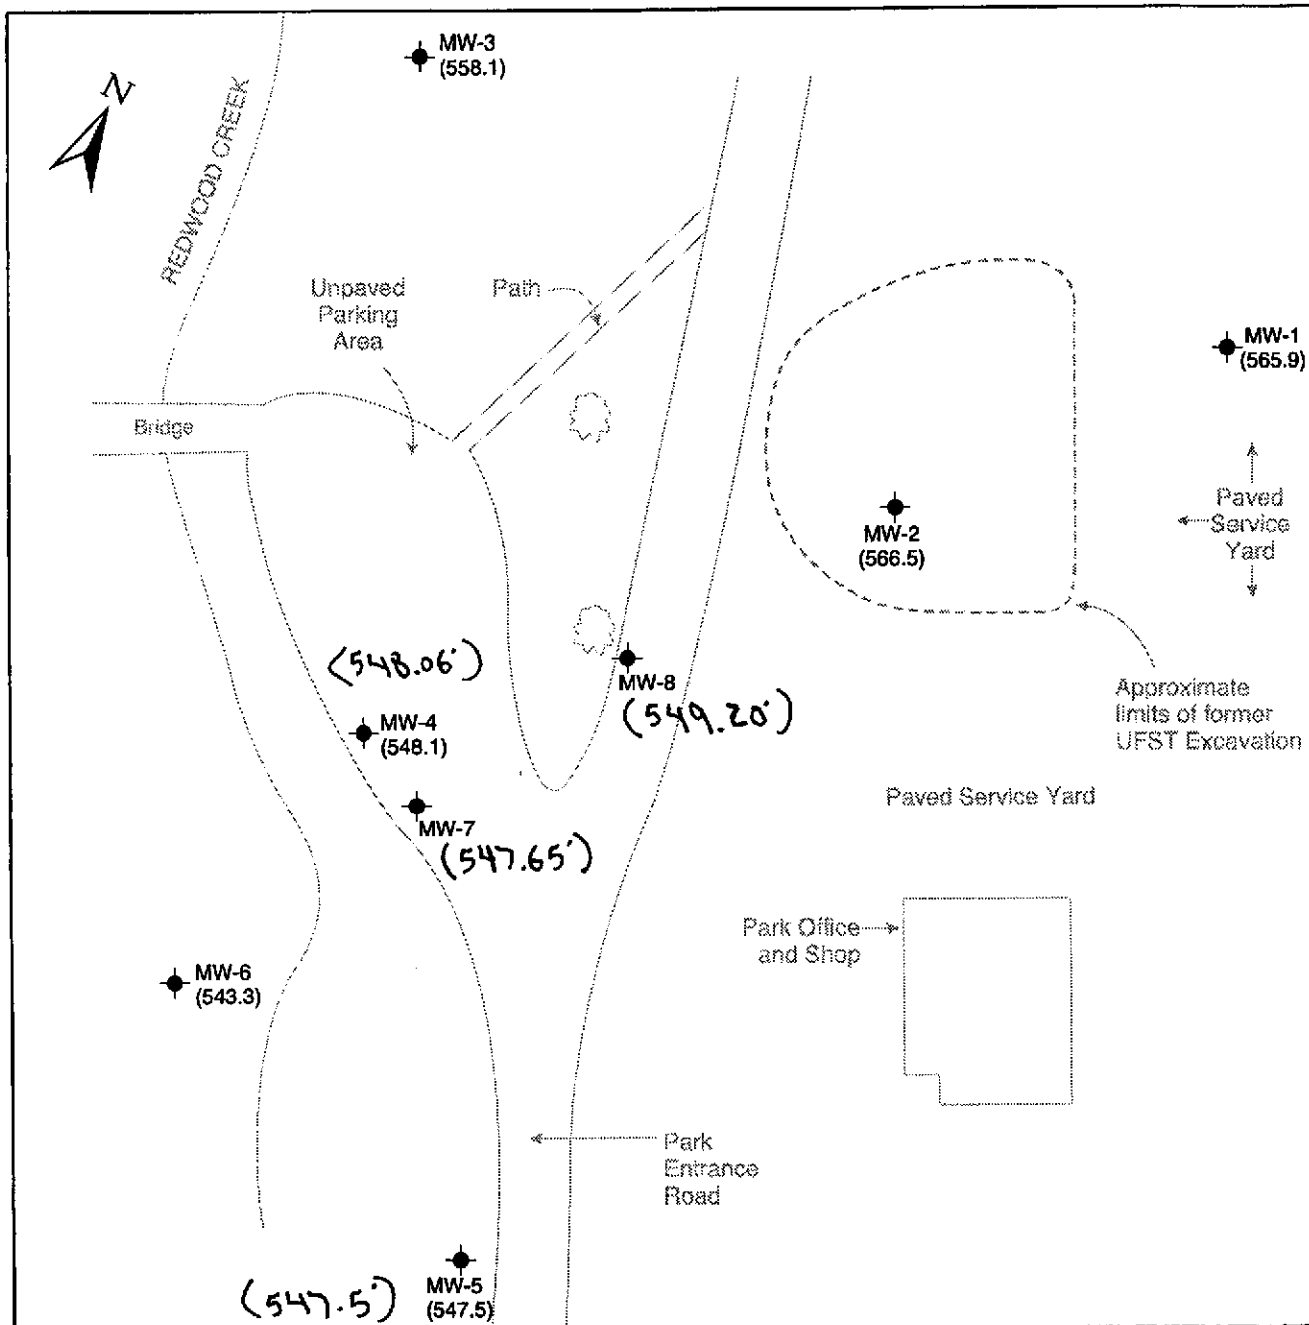 MW-3
(558.1)
N
REDWOOD CREEK
Unpaved
Parking
Area
Path
MW-1
(565.9)
Bridge
Paved
Service
Yard
MW-2
(566.5)
(548.06')
MW-8
(549.20')
Approximate
limits of former
UFST Excavation
MW-4
(548.1)
Paved Service Yard
MW-7
(547.65')
Park Office
and Shop
MW-6
(543.3)
Park
Entrance
Road
(547.5')
MW-5
(547.5)